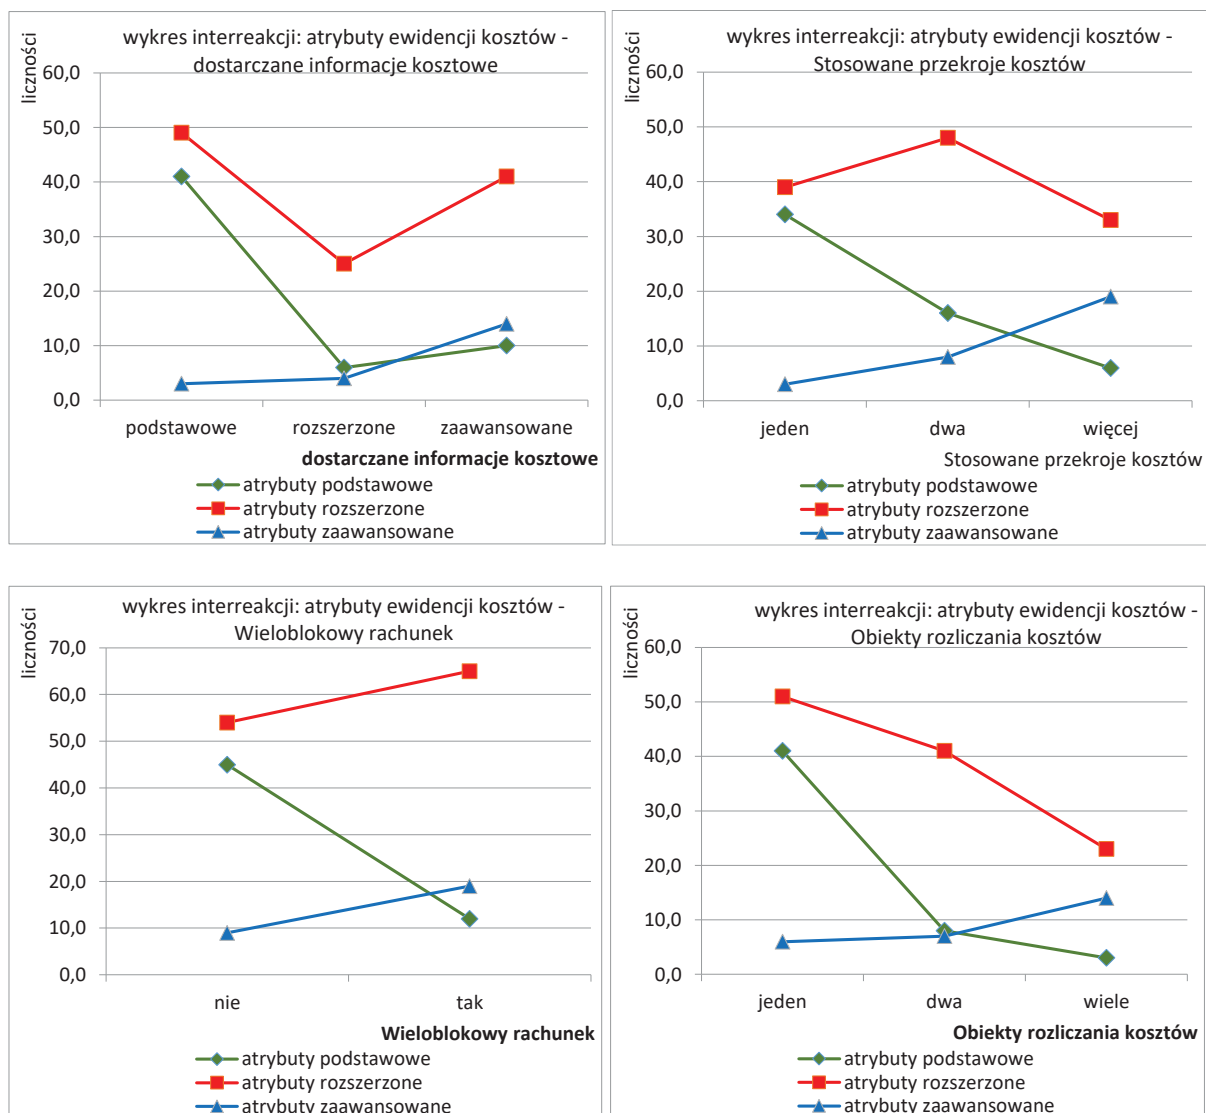 wykres interreakcji: atrybuty ewidencji kosztów -
dostarczane informacje kosztowe
liczności
60,0
50,0
40,0
30,0
20,0
10,0
0,0
podstawowe rozszerzone zaawansowane
dostarczane informacje kosztowe
atrybuty podstawowe
atrybuty rozszerzone
atrybuty zaawansowane
wykres interreakcji: atrybuty ewidencji kosztów -
Stosowane przekroje kosztów
liczności
60,0
50,0
40,0
30,0
20,0
10,0
0,0
jeden dwa więcej
Stosowane przekroje kosztów
atrybuty podstawowe
atrybuty rozszerzone
atrybuty zaawansowane
wykres interreakcji: atrybuty ewidencji kosztów -
Wieloblokowy rachunek
liczności
70,0
60,0
50,0
40,0
30,0
20,0
10,0
0,0
nie tak
Wieloblokowy rachunek
atrybuty podstawowe
atrybuty rozszerzone
atrybuty zaawansowane
wykres interreakcji: atrybuty ewidencji kosztów -
Obiekty rozliczania kosztów
liczności
60,0
50,0
40,0
30,0
20,0
10,0
0,0
jeden dwa wiele
Obiekty rozliczania kosztów
atrybuty podstawowe
atrybuty rozszerzone
atrybuty zaawansowane